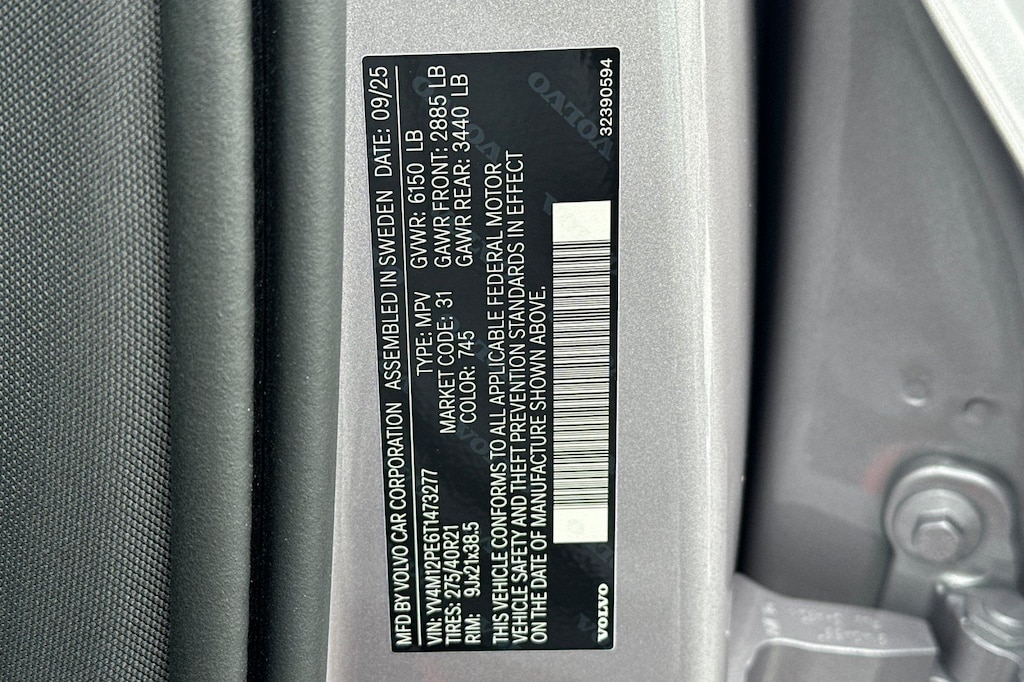 MFD BY VOLVO CAR CORPORATION ASSEMBLED IN SWEDEN DATE: 09/25
VIN: YV4M12PE6T1473277 TYPE: MPV GVWR: 6150 LB
TIRES: 275/40R21 MARKET CODE: 31 GAWR FRONT: 2885 LB
RIM: 9Jx21x38.5 COLOR: 745 GAWR REAR: 3440 LB
THIS VEHICLE CONFORMS TO ALL APPLICABLE FEDERAL MOTOR
VEHICLE SAFETY AND THEFT PREVENTION STANDARDS IN EFFECT
ON THE DATE OF MANUFACTURE SHOWN ABOVE.
VOLVO 32390594